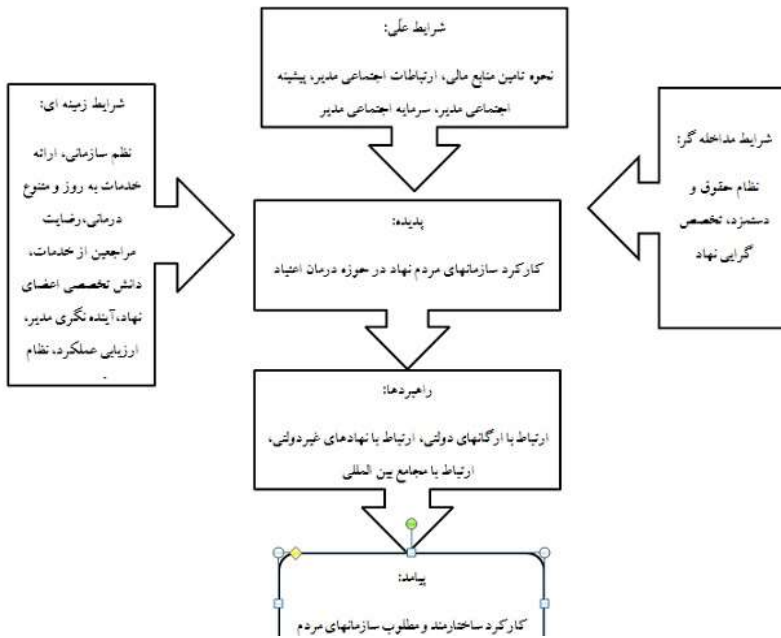 شرایط علّی:
نحوه تامین منابع مالی، ارتباطات اجتماعی مدیر، پیشینه
اجتماعی مدیر، سرمایه اجتماعی مدیر
شرایط مداخله گر:
نظام حقوق و
دستمزد، تخصص
گرایی نهاد
شرایط زمینه ای:
نظم سازمانی، ارائه
خدمات به روز و متنوع
درمانی،رضایت
مراجعین از خدمات،
دانش تخصصی اعضای
نهاد،آینده نگری مدیر،
ارزیابی عملکرد، نظام
پدیده:
کارکرد سازمانهای مردم نهاد در حوزه درمان اعتیاد
راهبردها:
ارتباط با ارگانهای دولتی، ارتباط با نهادهای غیردولتی،
ارتباط با مجامع بین المللی
پیامد:
کارکرد ساختارمند و مطلوب سازمانهای مردم